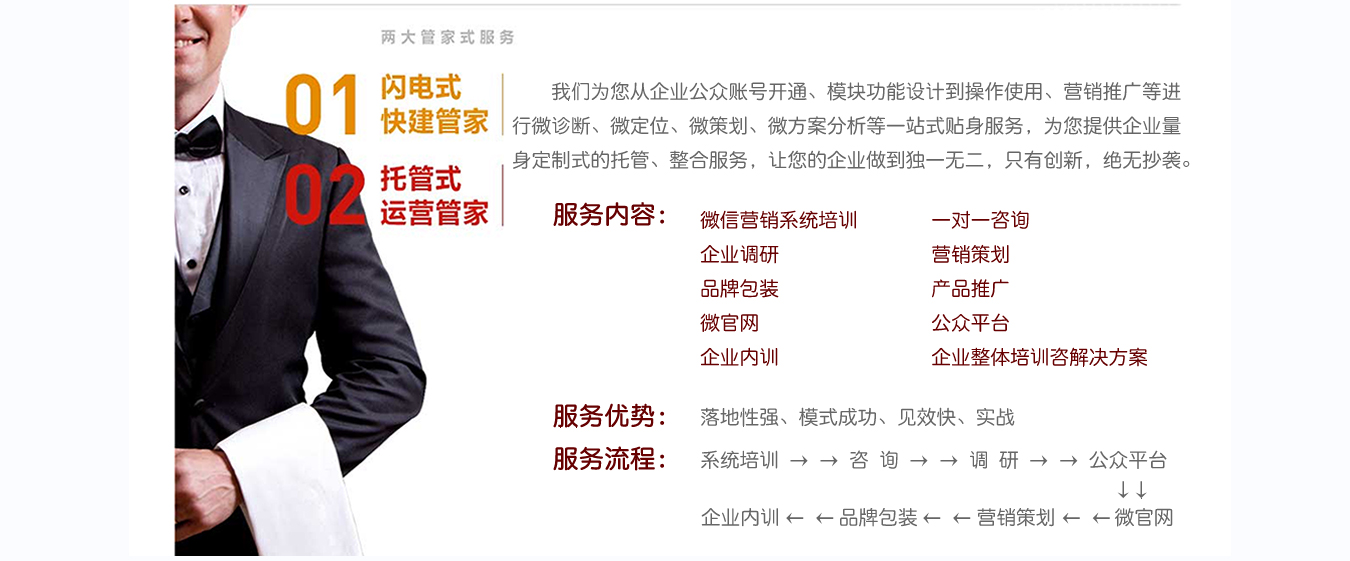 两大管家式服务
01 闪电式
快建管家
02 托管式
运营管家
我们为您从企业公众账号开通、模块功能设计到操作使用、营销推广等进
行微诊断、微定位、微策划、微方案分析等一站式贴身服务，为您提供企业量
身定制式的托管、整合服务，让您的企业做到独一无二，只有创新，绝无抄袭。
服务内容：
微信营销系统培训 一对一咨询
企业调研 营销策划
品牌包装 产品推广
微官网 公众平台
企业内训 企业整体培训咨解决方案
服务优势： 落地性强、模式成功、见效快、实战
服务流程： 系统培训 → → 咨 询 → → 调 研 → → 公众平台
↓↓
企业内训 ← ← 品牌包装 ← ← 营销策划 ← ← 微官网